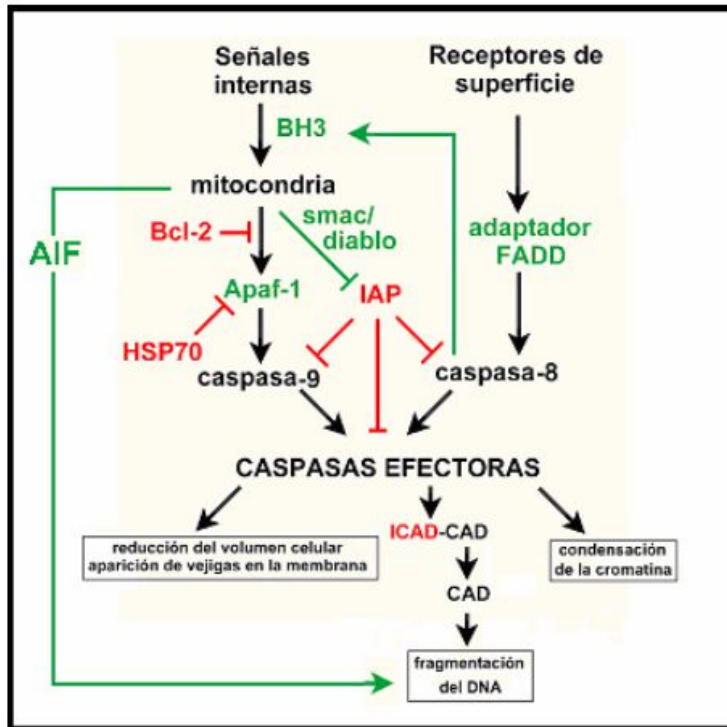 Señales
internas
Receptores de
superficie
BH3
mitocondria
smac/
diablo
Bcl-2
adaptador
FADD
AIF
Apaf-1
IAP
HSP70
caspasa-9
caspasa-8
CASPASAS EFECTORAS
reducción del volumen celular
aparición de vejigas en la membrana
ICAD-CAD
condensación
de la cromatina
CAD
fragmentación
del DNA